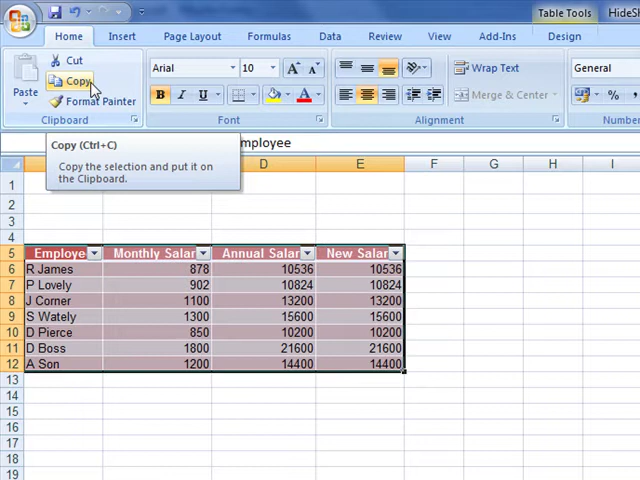 Table Tools HideSh
Home Insert Page Layout Formulas Data Review View Add-Ins Design
Paste Cut Arial 10 A A Wrap Text General
Copy
Format Painter B I U A Merge & Center %
Clipboard Font Alignment
mployee
Copy (Ctrl+C)
Copy the selection and put it on
the Clipboard.
D E F G H I
1
2
3
4
5 Employe Monthly Salar Annual Salar New Salar
6 R James 878 10536 10536
7 P Lovely 902 10824 10824
8 J Corner 1100 13200 13200
9 S Wately 1300 15600 15600
10 D Pierce 850 10200 10200
11 D Boss 1800 21600 21600
12 A Son 1200 14400 14400
13
14
15
16
17
18
19